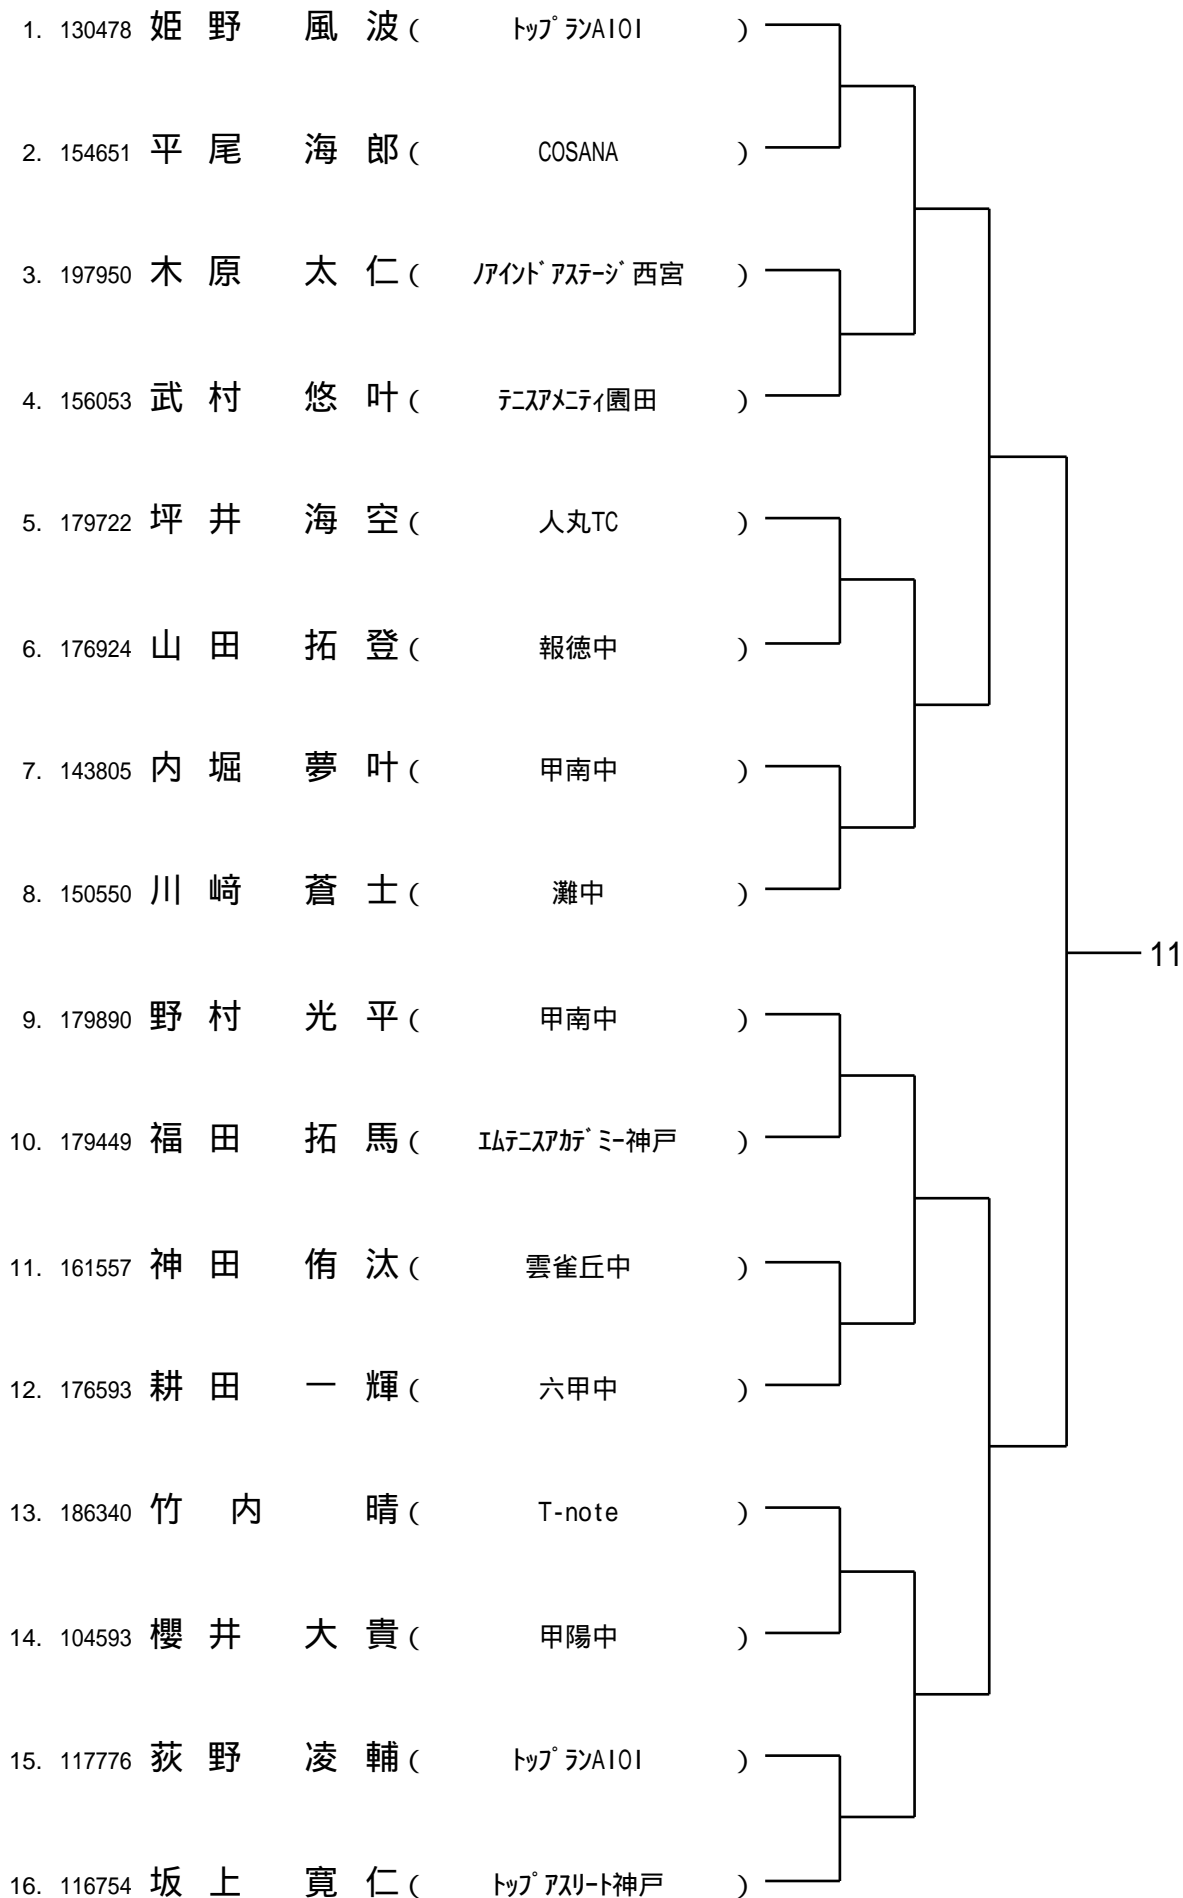 1. 130478 姫野 風波 ( トップランAIOI )
2. 154651 平尾 海郎 ( COSANA )
3. 197950 木原 太仁 ( ノアインドアステージ西宮 )
4. 156053 武村 悠叶 ( テニスアメニティ園田 )
5. 179722 坪井 海空 ( 人丸TC )
6. 176924 山田 拓登 ( 報徳中 )
7. 143805 内堀 夢叶 ( 甲南中 )
8. 150550 川﨑 蒼士 ( 灘中 )
11
9. 179890 野村 光平 ( 甲南中 )
10. 179449 福田 拓馬 ( エムテニスアカデミー神戸 )
11. 161557 神田 侑汰 ( 雲雀丘中 )
12. 176593 耕田 一輝 ( 六甲中 )
13. 186340 竹内 晴 ( T-note )
14. 104593 櫻井 大貴 ( 甲陽中 )
15. 117776 荻野 凌輔 ( トップランAIOI )
16. 116754 坂上 寛仁 ( トップアスリート神戸 )